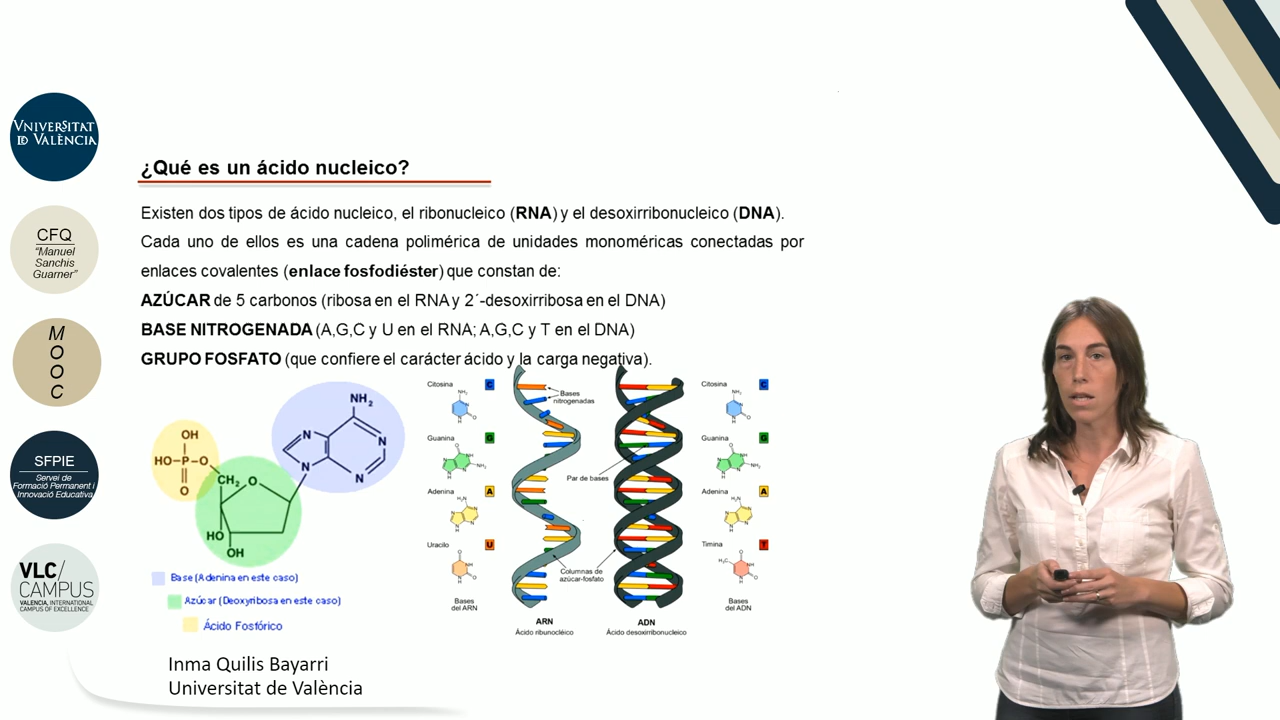 VNIVERSITAT
ID VALÈNCIA
CFQ
"Manuel
Sanchis
Guarner"
M
O
O
C
SFPIE
Servei de
Formació Permanent i
Innovació Educativa
VLC/
CAMPUS
VALENCIA, INTERNATIONAL
CAMPUS OF EXCELLENCE
¿Qué es un ácido nucleico?
Existen dos tipos de ácido nucleico, el ribonucleico (RNA) y el desoxirribonucleico (DNA).
Cada uno de ellos es una cadena polimérica de unidades monoméricas conectadas por
enlaces covalentes (enlace fosfodiéster) que constan de:
AZÚCAR de 5 carbonos (ribosa en el RNA y 2´-desoxirribosa en el DNA)
BASE NITROGENADA (A,G,C y U en el RNA; A,G,C y T en el DNA)
GRUPO FOSFATO (que confiere el carácter ácido y la carga negativa).
NH2
N
N
N
N
OH
HO-P-O
O
CH2
O
HO
OH
Base (Adenina en este caso)
Azúcar (Deoxyribosa en este caso)
Ácido Fosfórico
Citosina C
Guanina G
Adenina A
Uracilo U
Bases
del ARN
Bases
nitrogenadas
Par de bases
Columnas de
azúcar-fosfato
ARN
Ácido ribunocléico
ADN
Ácido desoxirribonucleico
Citosina C
Guanina G
Adenina A
Timina T
Bases
del ADN
Inma Quilis Bayarri
Universitat de València